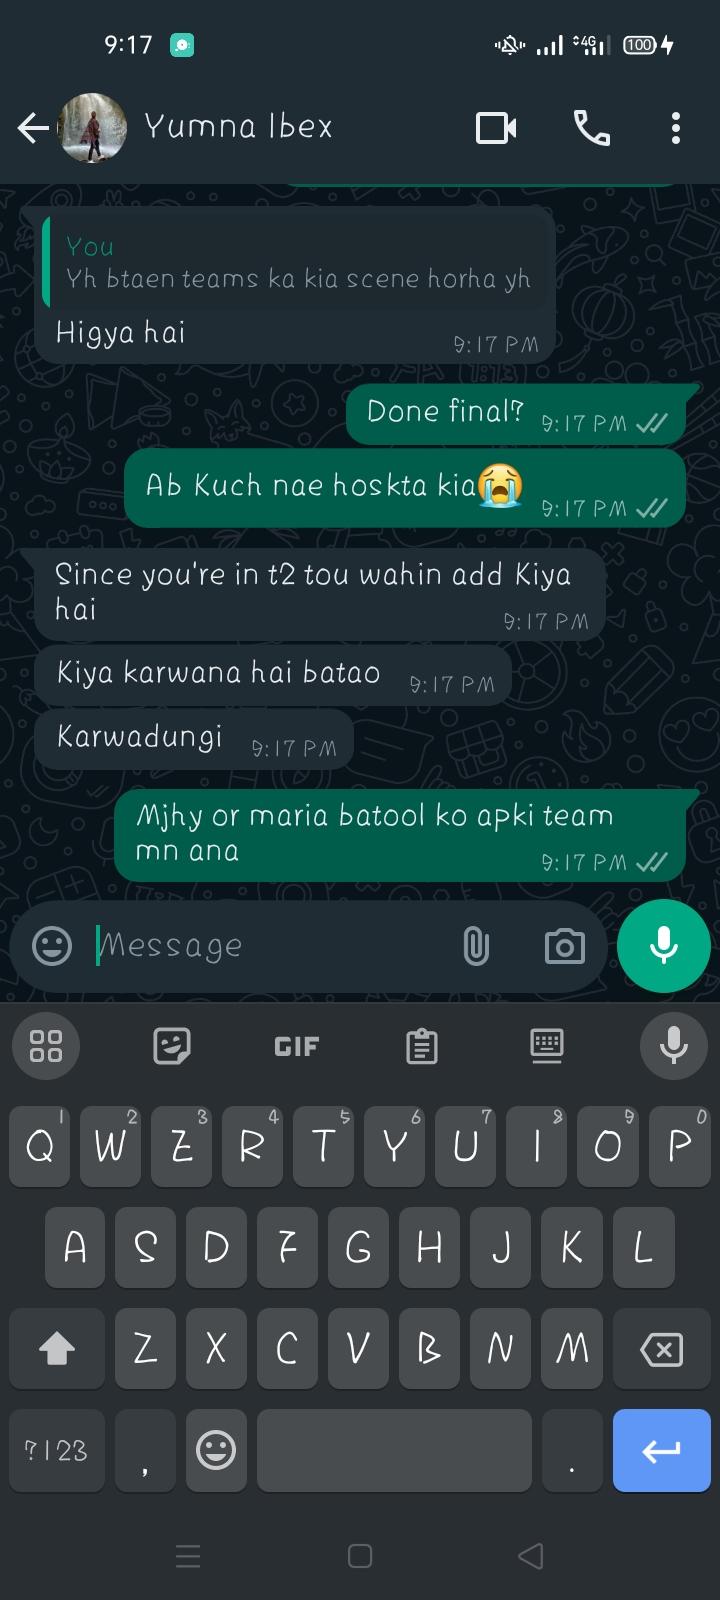 9:17
4G
100
Yumna Ibex
You
Yh btaen teams ka kia scene horha yh
Higya hai
9:17 PM
Done final?
9:17 PM
Ab Kuch nae hoskta kia😭
9:17 PM
Since you're in t2 tou wahin add Kiya
hai
9:17 PM
Kiya karwana hai batao
9:17 PM
Karwadungi
9:17 PM
Mjhy or maria batool ko apki team
mn ana
9:17 PM
Message
GIF
1 2 3 4 5 6 7 8 9 0
Q W E R T Y U I O P
A S D F G H J K L
Z X C V B N M
?123 , .